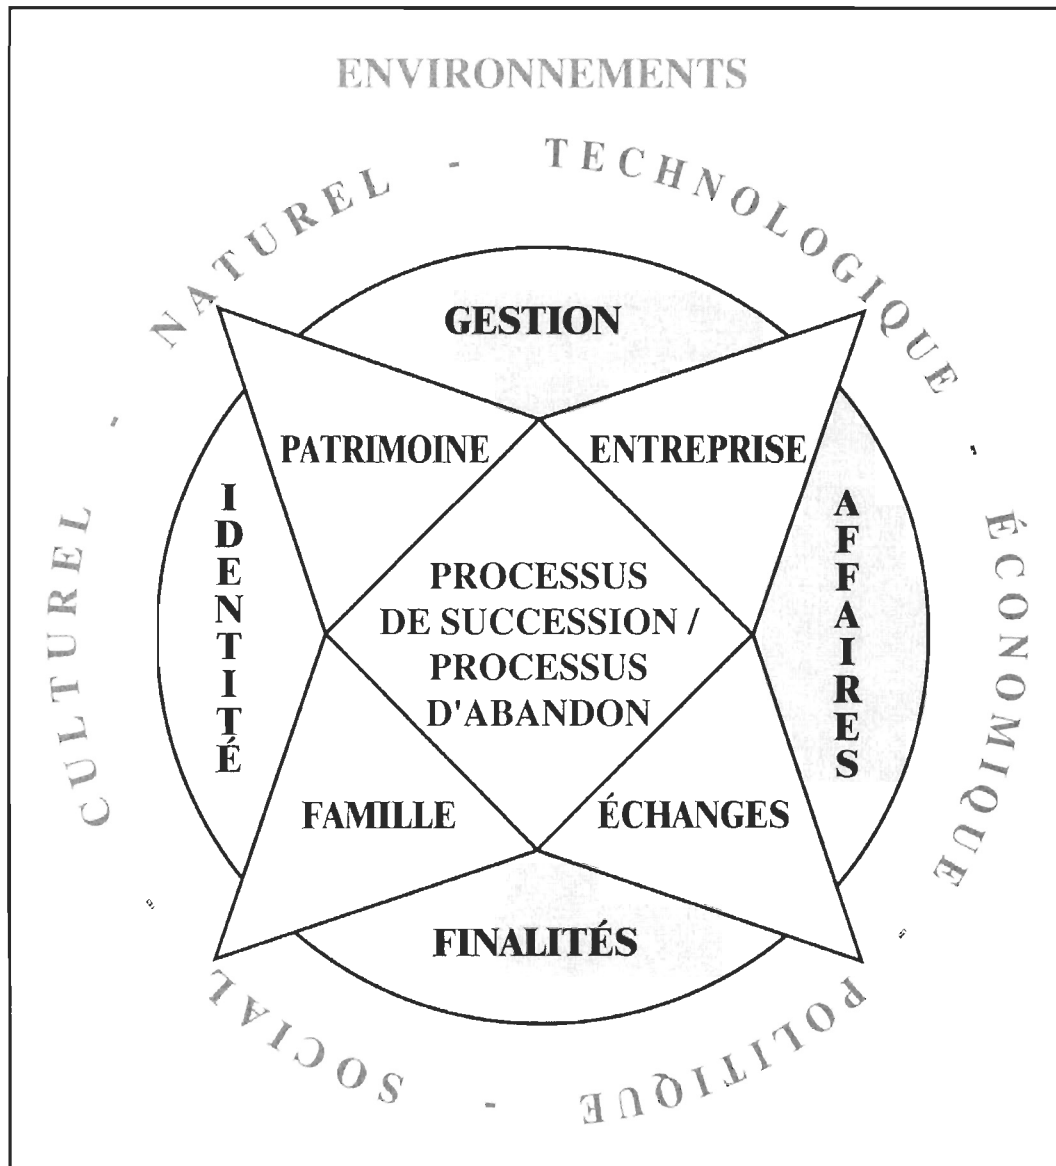 ENVIRONNEMENTS
CULTUREL - NATUREL - TECHNOLOGIQUE - ÉCONOMIQUE - POLITIQUE - SOCIAL -
GESTION
PATRIMOINE
ENTREPRISE
IDENTITÉ
AFFAIRES
PROCESSUS
DE SUCCESSION /
PROCESSUS
D'ABANDON
FAMILLE
ÉCHANGES
FINALITÉS